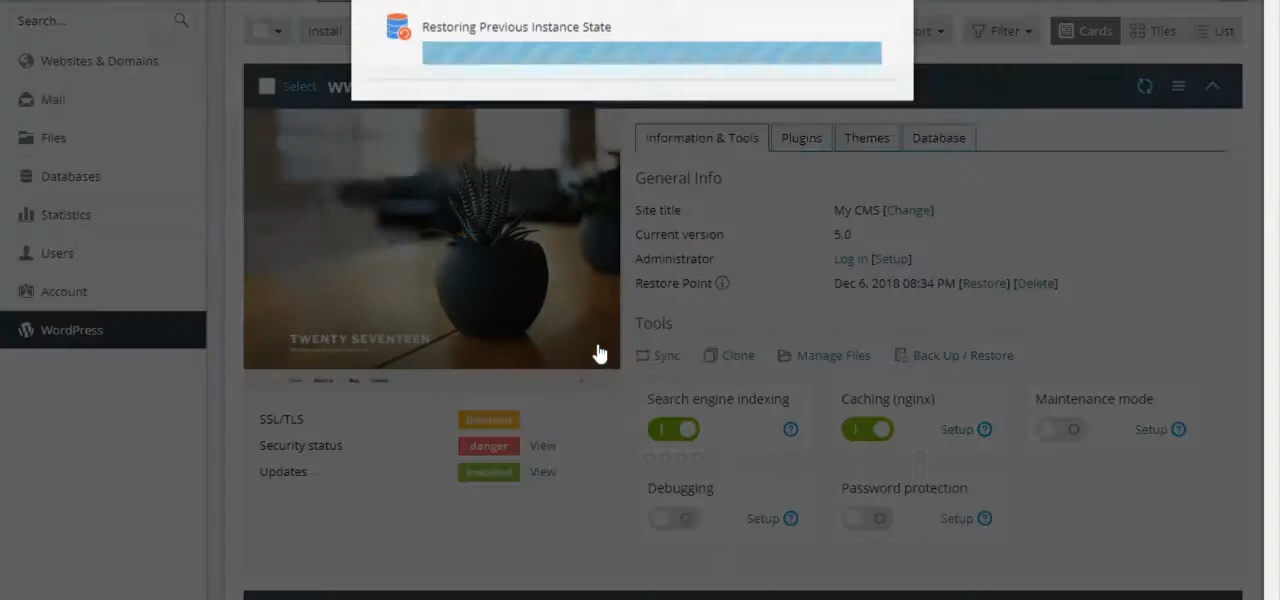 Restoring Previous Instance State
Search...
Install
Filter
Cards
Tiles
List
Websites & Domains
Mail
Files
Databases
Statistics
Users
Account
WordPress
Select
Information & Tools
Plugins
Themes
Database
General Info
Site title My CMS [Change]
Current version 5.0
Administrator Log in [Setup]
Restore Point Dec 6, 2018 08:34 PM [Restore] [Delete]
TWENTY SEVENTEEN
Tools
Sync Clone Manage Files Back Up / Restore
SSL/TLS
Security status danger View
Updates View
Search engine indexing
Caching (nginx)
Setup
Maintenance mode
Setup
Debugging
Setup
Password protection
Setup